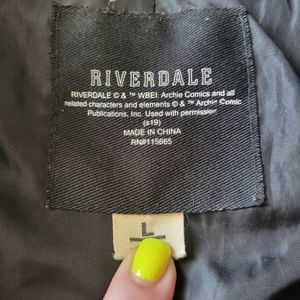 RIVERDALE
RIVERDALE © & ™ WBEI. Archie Comics and all
related characters and elements © & ™ Archie Comic
Publications, Inc. Used with permission
(s19)
MADE IN CHINA
RN#115665
L